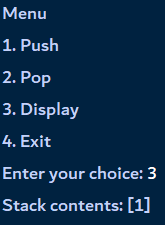 Menu
1. Push
2. Pop
3. Display
4. Exit
Enter your choice: 3
Stack contents: [1]